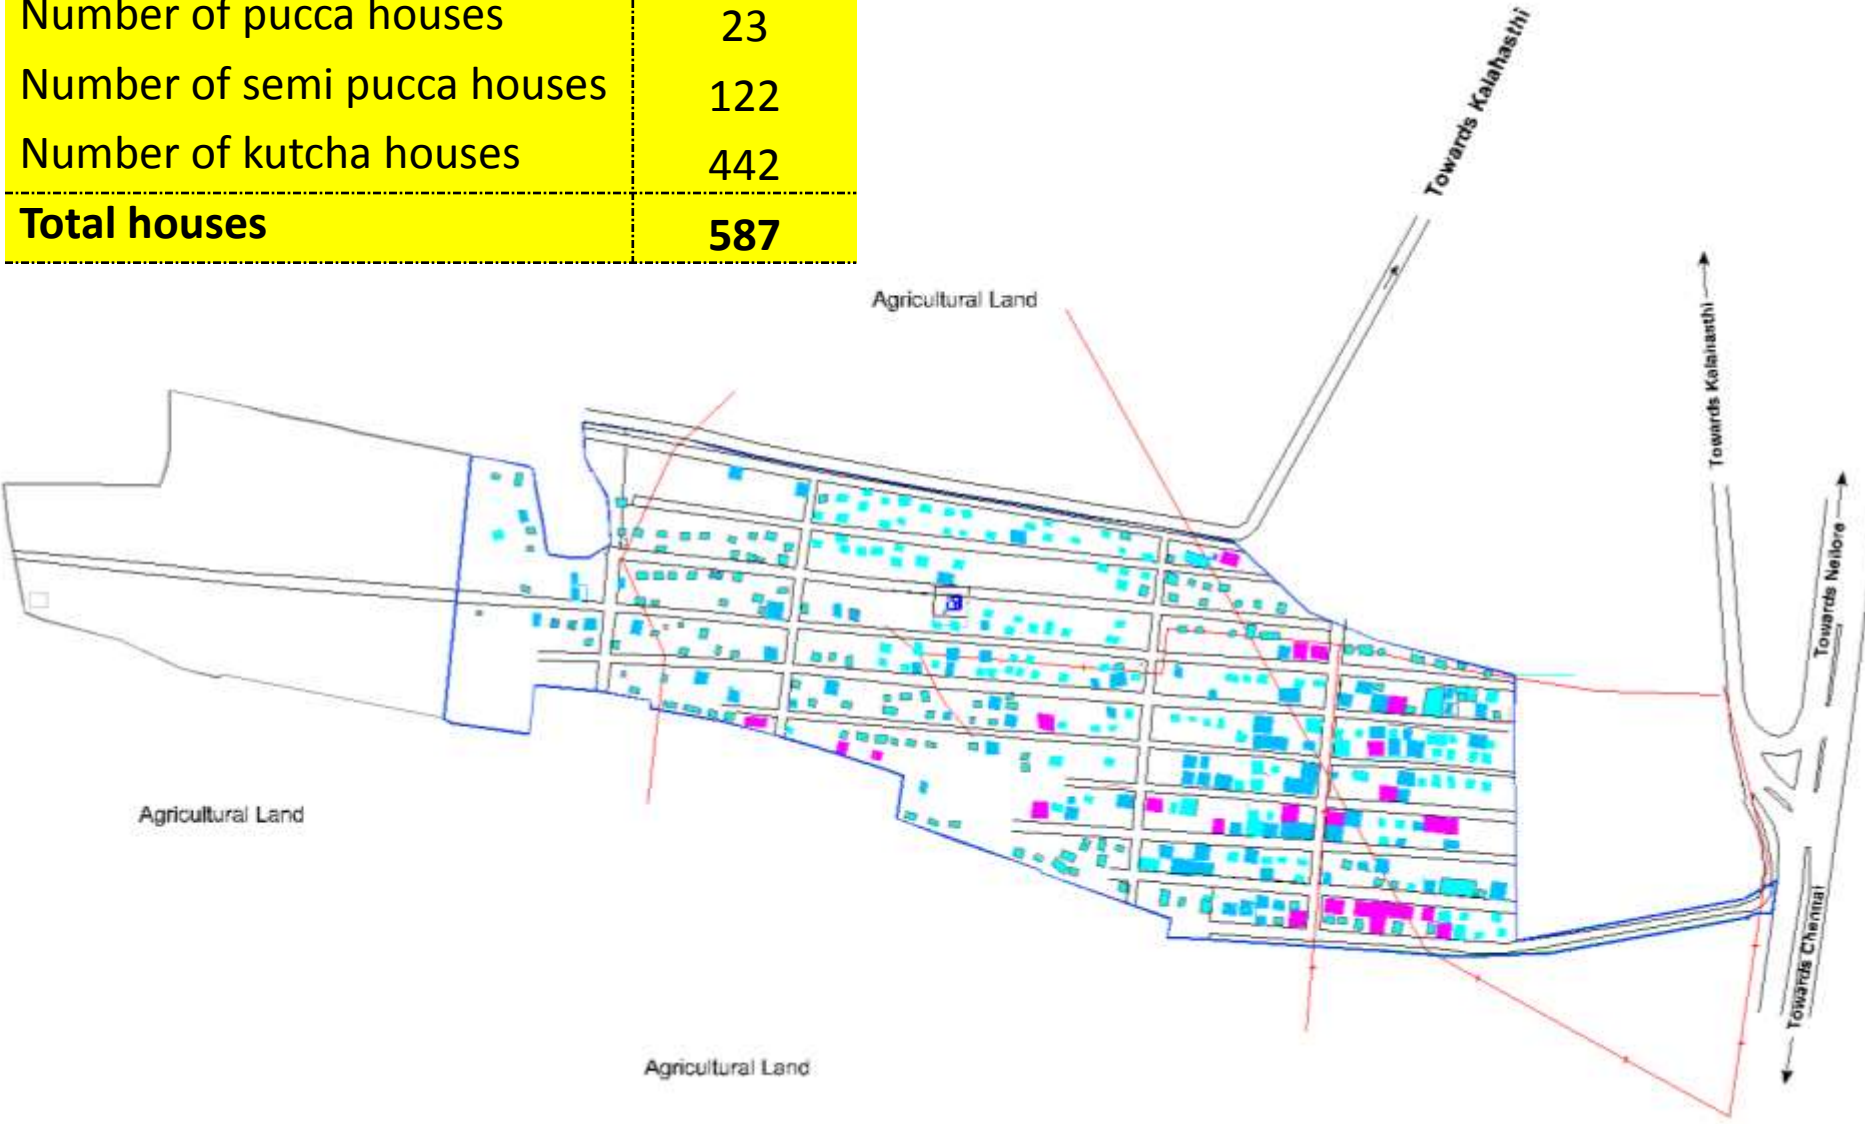 Number of pucca houses 23
Number of semi pucca houses 122
Number of kutcha houses 442
Total houses 587
Towards Kalahasthi
Agricultural Land
Towards Kalahasthi
Towards Nellore
Agricultural Land
Towards Chennai
Agricultural Land